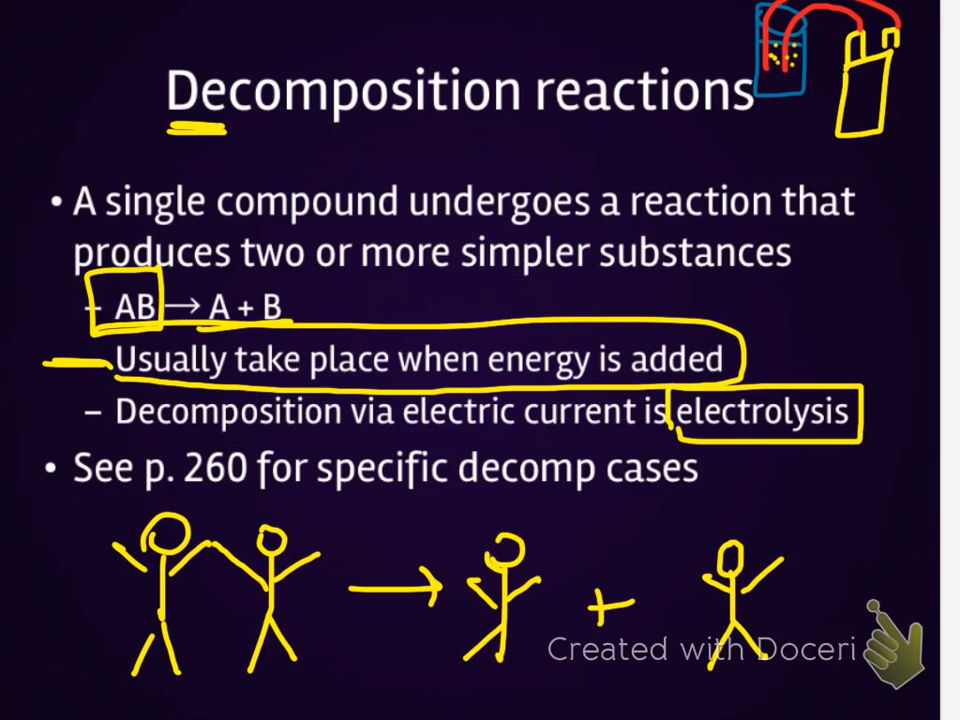 Decomposition reactions
• A single compound undergoes a reaction that
produces two or more simpler substances
– AB → A + B
Usually take place when energy is added
– Decomposition via electric current is electrolysis
• See p. 260 for specific decomp cases
→ +
Created with Doceri